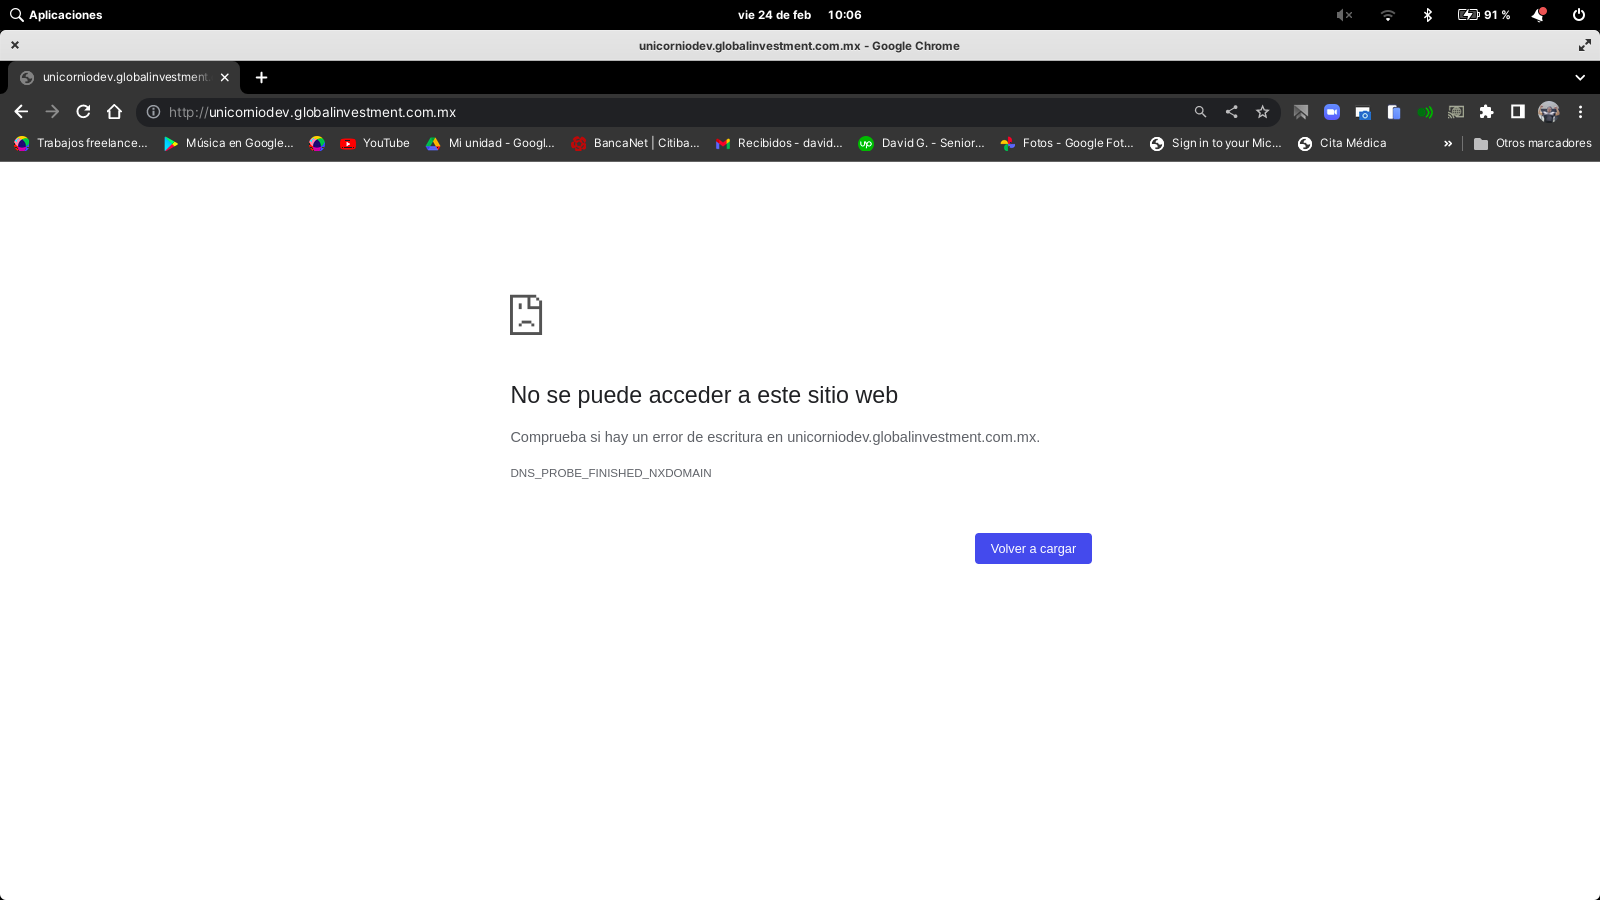 Aplicaciones
vie 24 de feb 10:06
91 %
unicorniodev.globalinvestment.com.mx - Google Chrome
unicorniodev.globalinvestment
http://unicorniodev.globalinvestment.com.mx
Trabajos freelance... Música en Google... YouTube Mi unidad - Googl... BancaNet | Citiba... Recibidos - david... up David G. - Senior... Fotos - Google Fot... Sign in to your Mic... Cita Médica » Otros marcadores
No se puede acceder a este sitio web
Comprueba si hay un error de escritura en unicorniodev.globalinvestment.com.mx.
DNS_PROBE_FINISHED_NXDOMAIN
Volver a cargar